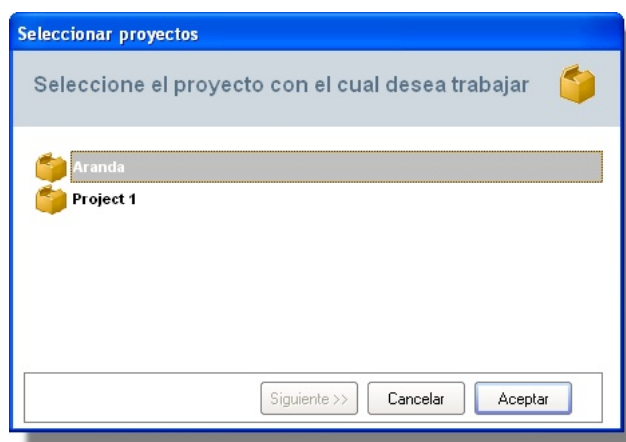 Seleccionar proyectos
Seleccione el proyecto con el cual desea trabajar
Aranda
Project 1
Siguiente >> Cancelar Aceptar